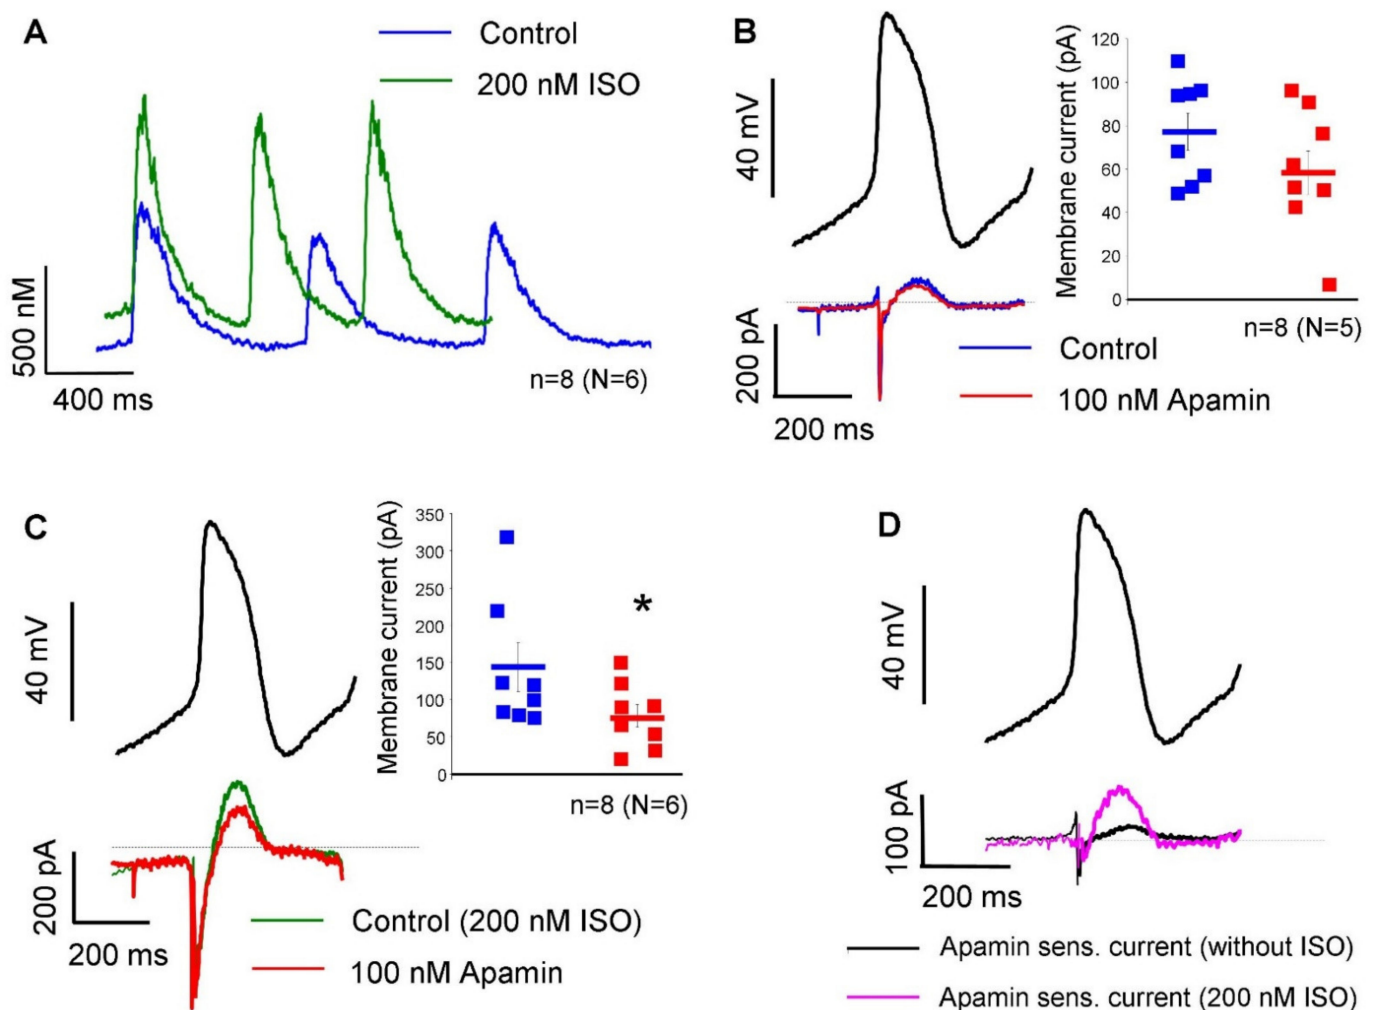 A
Control
200 nM ISO
500 nM
400 ms
n=8 (N=6)
B
40 mV
200 pA
200 ms
Membrane current (pA)
120
100
80
60
40
20
0
n=8 (N=5)
Control
100 nM Apamin
C
40 mV
200 pA
200 ms
Membrane current (pA)
350
300
250
200
150
100
50
0
*
n=8 (N=6)
Control (200 nM ISO)
100 nM Apamin
D
40 mV
100 pA
200 ms
Apamin sens. current (without ISO)
Apamin sens. current (200 nM ISO)